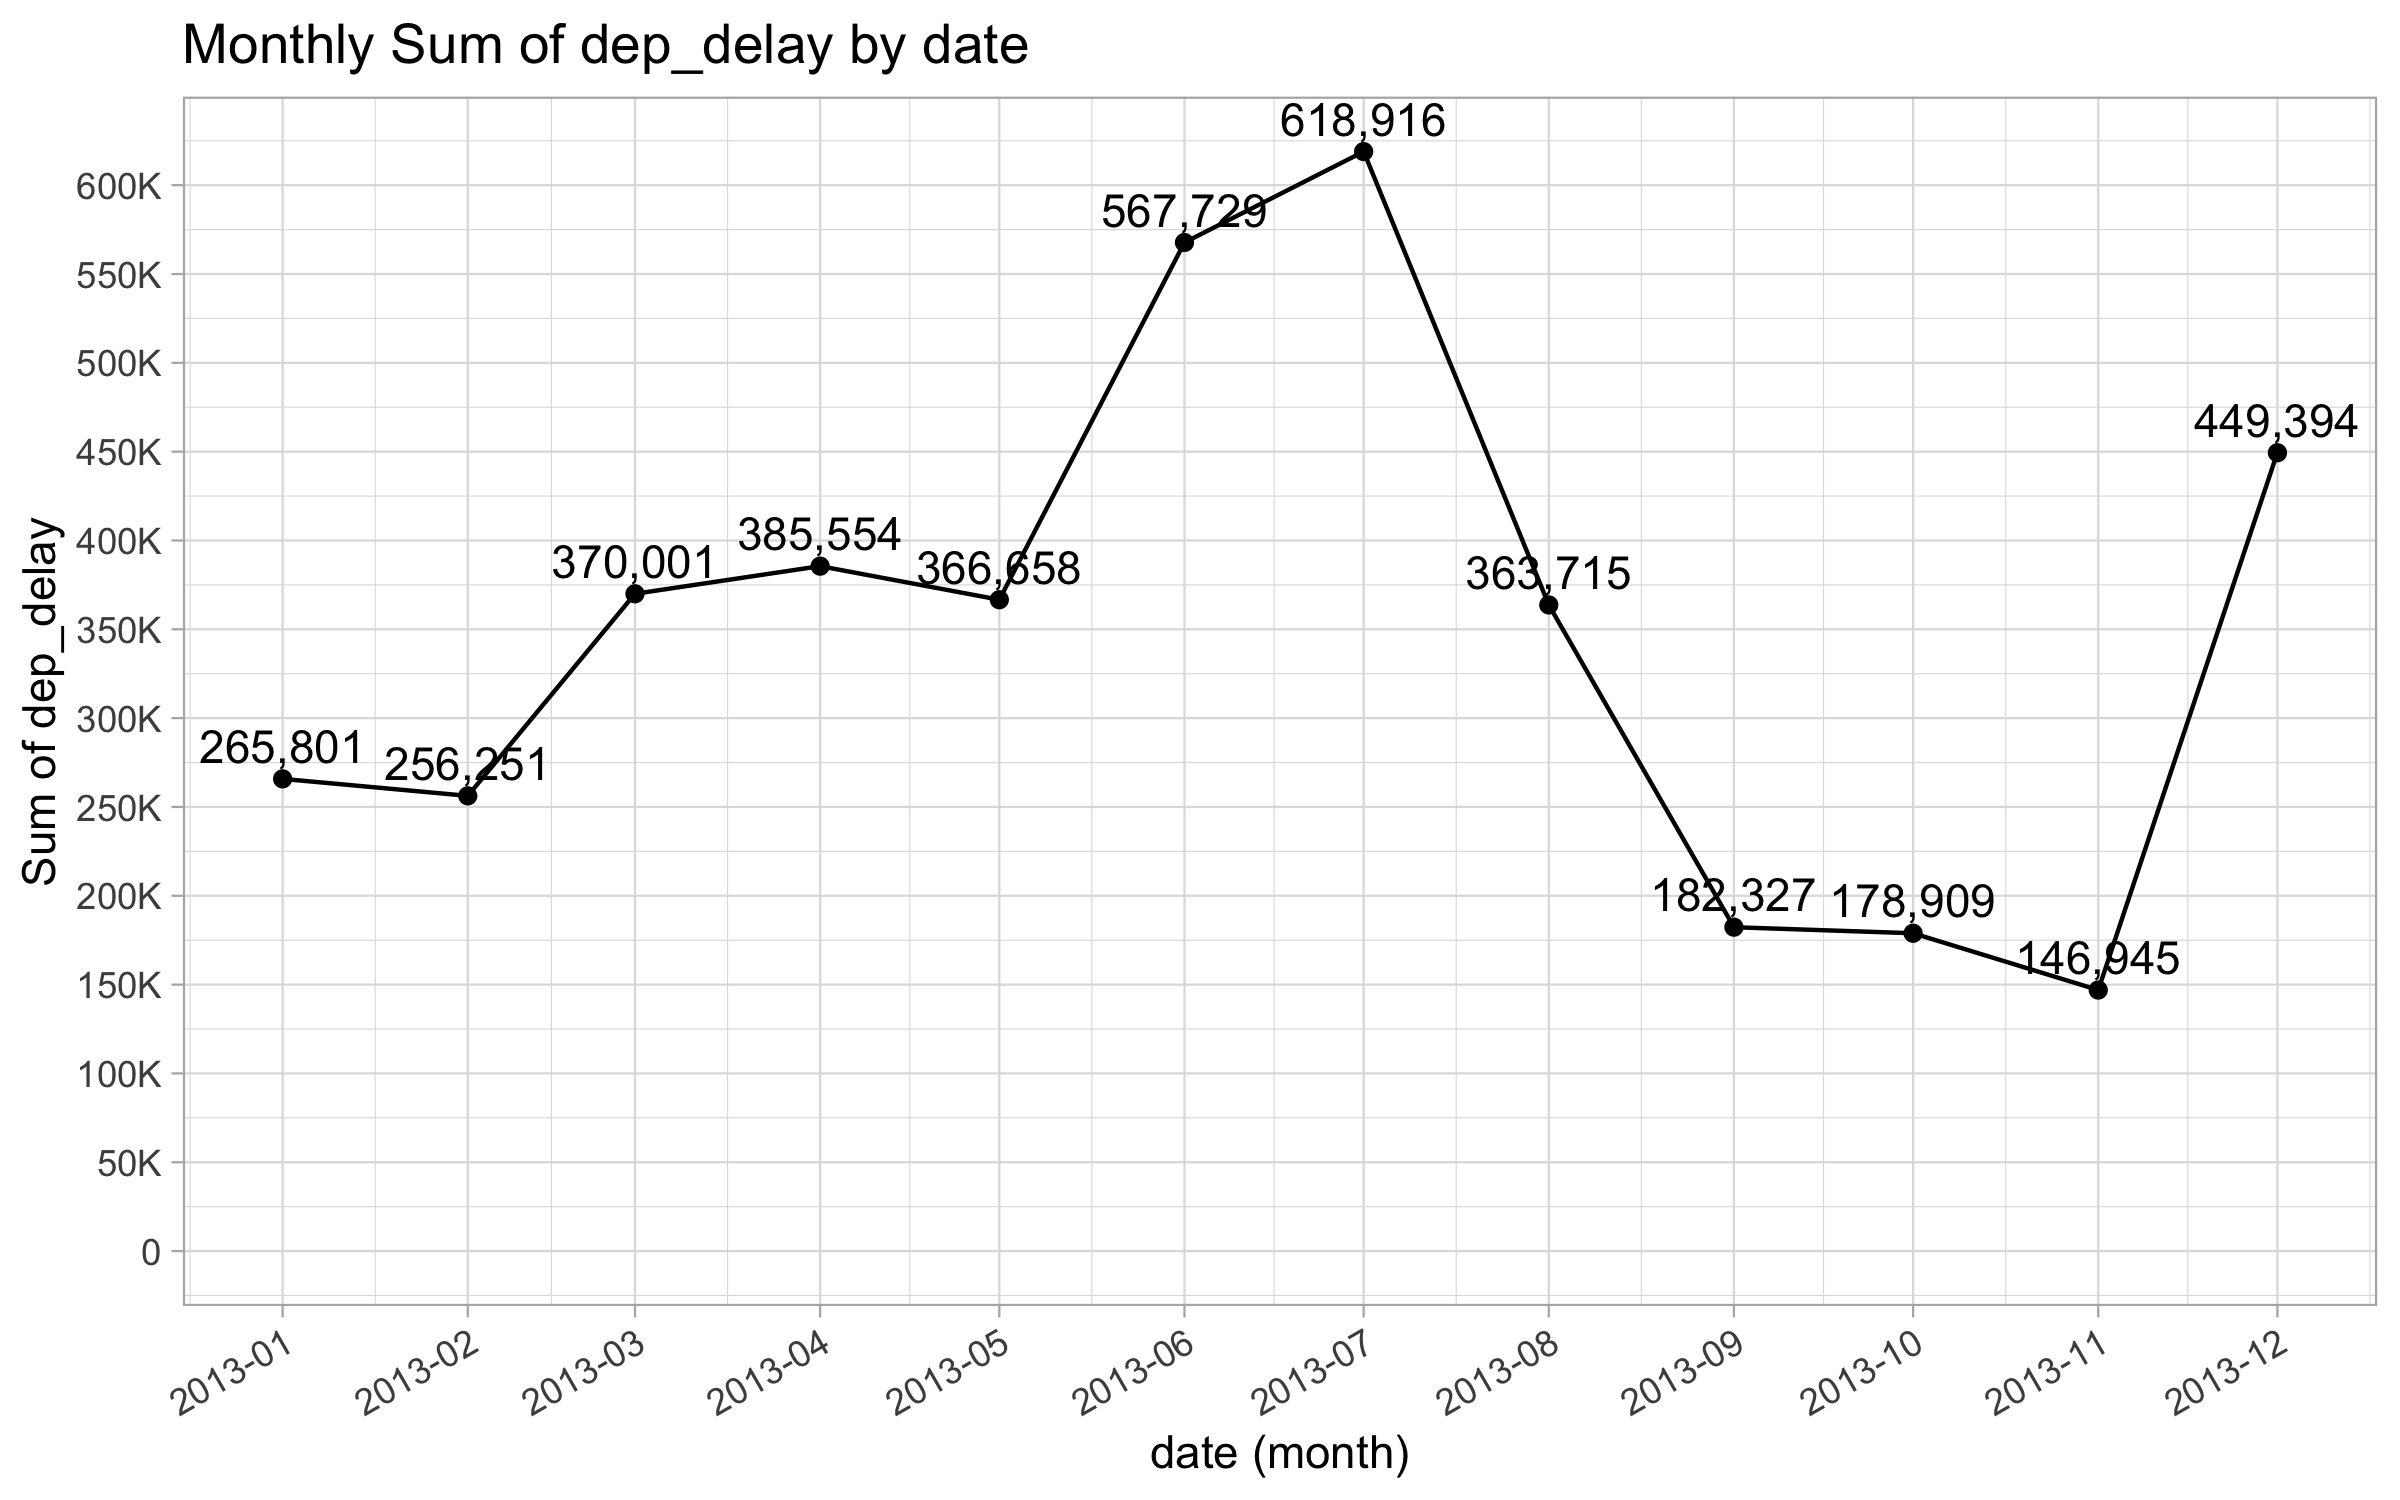 Monthly Sum of dep_delay by date
Sum of dep_delay
600K
550K
500K
450K
400K
350K
300K
250K
200K
150K
100K
50K
0
265,801
256,251
370,001
385,554
366,658
567,729
618,916
363,715
182,327
178,909
146,945
449,394
2013-01
2013-02
2013-03
2013-04
2013-05
2013-06
2013-07
2013-08
2013-09
2013-10
2013-11
2013-12
date (month)